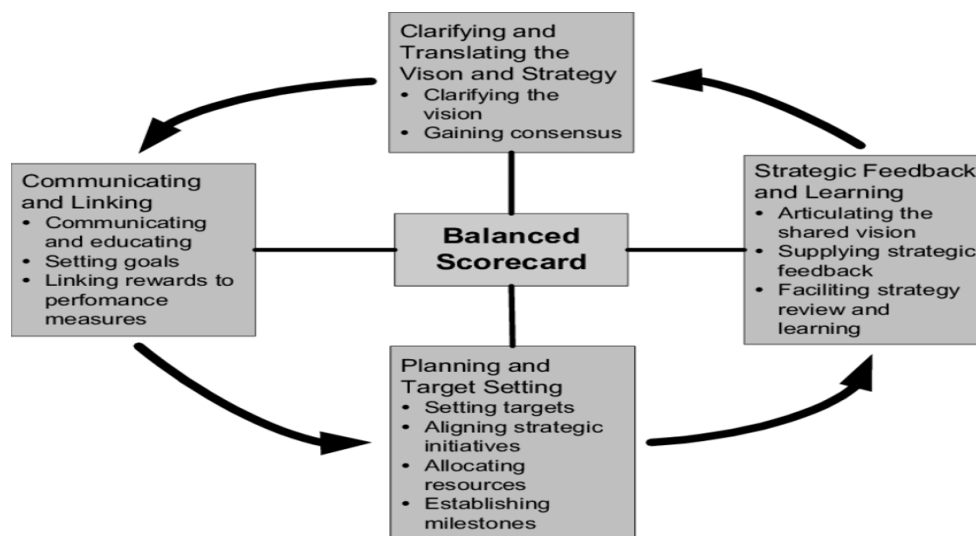 Clarifying and
Translating the
Vison and Strategy
• Clarifying the
vision
• Gaining consensus
Communicating
and Linking
• Communicating
and educating
• Setting goals
• Linking rewards to
perfomance
measures
Balanced
Scorecard
Strategic Feedback
and Learning
• Articulating the
shared vision
• Supplying strategic
feedback
• Faciliting strategy
review and
learning
Planning and
Target Setting
• Setting targets
• Aligning strategic
initiatives
• Allocating
resources
• Establishing
milestones